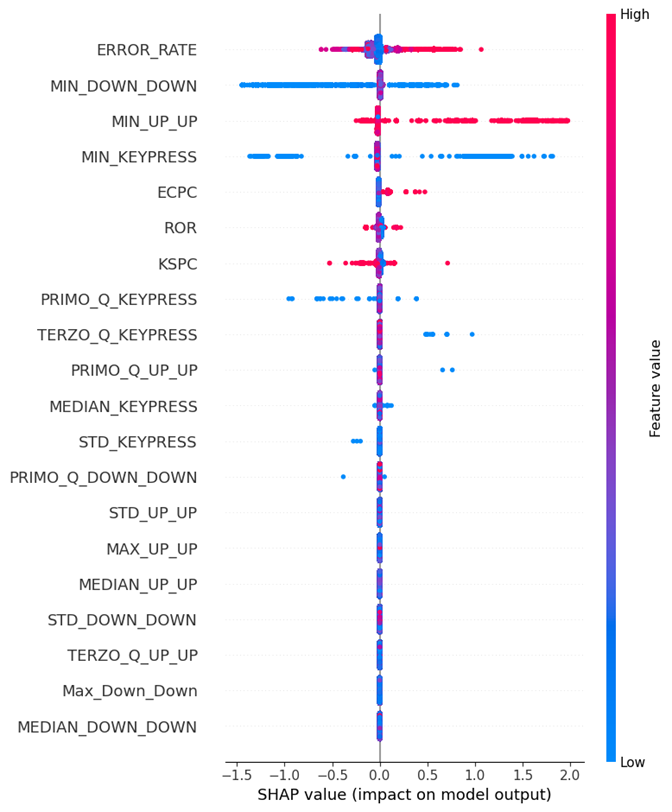 High
ERROR_RATE
MIN_DOWN_DOWN
MIN_UP_UP
MIN_KEYPRESS
ECPC
ROR
KSPC
PRIMO_Q_KEYPRESS
TERZO_Q_KEYPRESS
PRIMO_Q_UP_UP
MEDIAN_KEYPRESS
STD_KEYPRESS
PRIMO_Q_DOWN_DOWN
STD_UP_UP
MAX_UP_UP
MEDIAN_UP_UP
STD_DOWN_DOWN
TERZO_Q_UP_UP
Max_Down_Down
MEDIAN_DOWN_DOWN
Feature value
Low
−1.5 −1.0 −0.5 0.0 0.5 1.0 1.5 2.0
SHAP value (impact on model output)